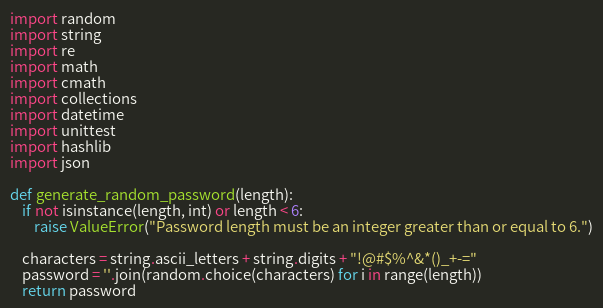 import random
import string
import re
import math
import cmath
import collections
import datetime
import unittest
import hashlib
import json

def generate_random_password(length):
    if not isinstance(length, int) or length < 6:
        raise ValueError("Password length must be an integer greater than or equal to 6.")

    characters = string.ascii_letters + string.digits + "!@#$%^&*()_+-="
    password = ''.join(random.choice(characters) for i in range(length))
    return password